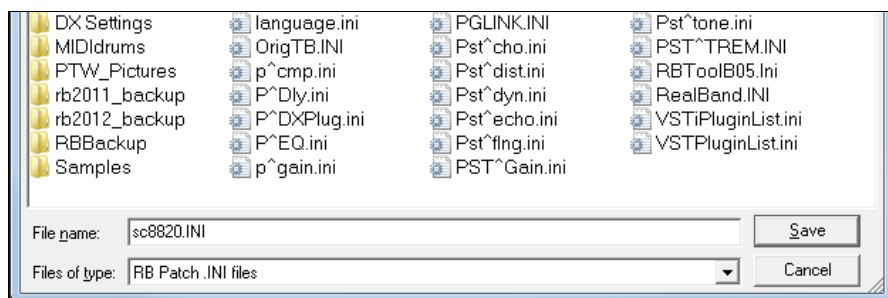 DX Settings language.ini PGLINK.INI Pst^tone.ini
MIDIdrums OrigTB.INI Pst^cho.ini PST^TREM.INI
PTW_Pictures p^cmp.ini Pst^dist.ini RBToolB05.Ini
rb2011_backup P^Dly.ini Pst^dyn.ini RealBand.INI
rb2012_backup P^DXPlug.ini Pst^echo.ini VSTiPluginList.ini
RBBackup P^EQ.ini Pst^flng.ini VSTPluginList.ini
Samples p^gain.ini PST^Gain.ini
File name: sc8820.INI Save
Files of type: RB Patch .INI files Cancel